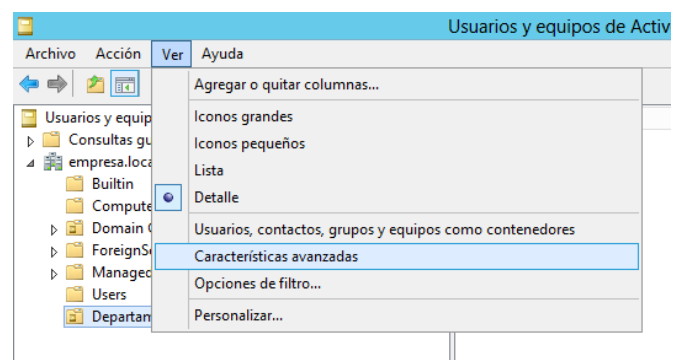 Usuarios y equipos de Activ
Archivo Acción Ver Ayuda
Agregar o quitar columnas...
Usuarios y equip
Iconos grandes
Consultas gu
Iconos pequeños
empresa.loca
Lista
Builtin
Detalle
Compute
Domain
Usuarios, contactos, grupos y equipos como contenedores
ForeignS
Características avanzadas
Managed
Opciones de filtro...
Users
Departam
Personalizar...